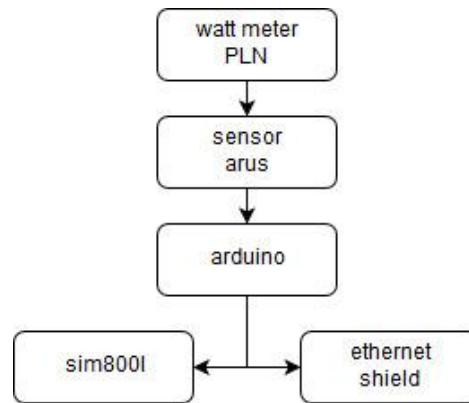 watt meter
PLN
sensor
arus
arduino
sim800l
ethernet
shield